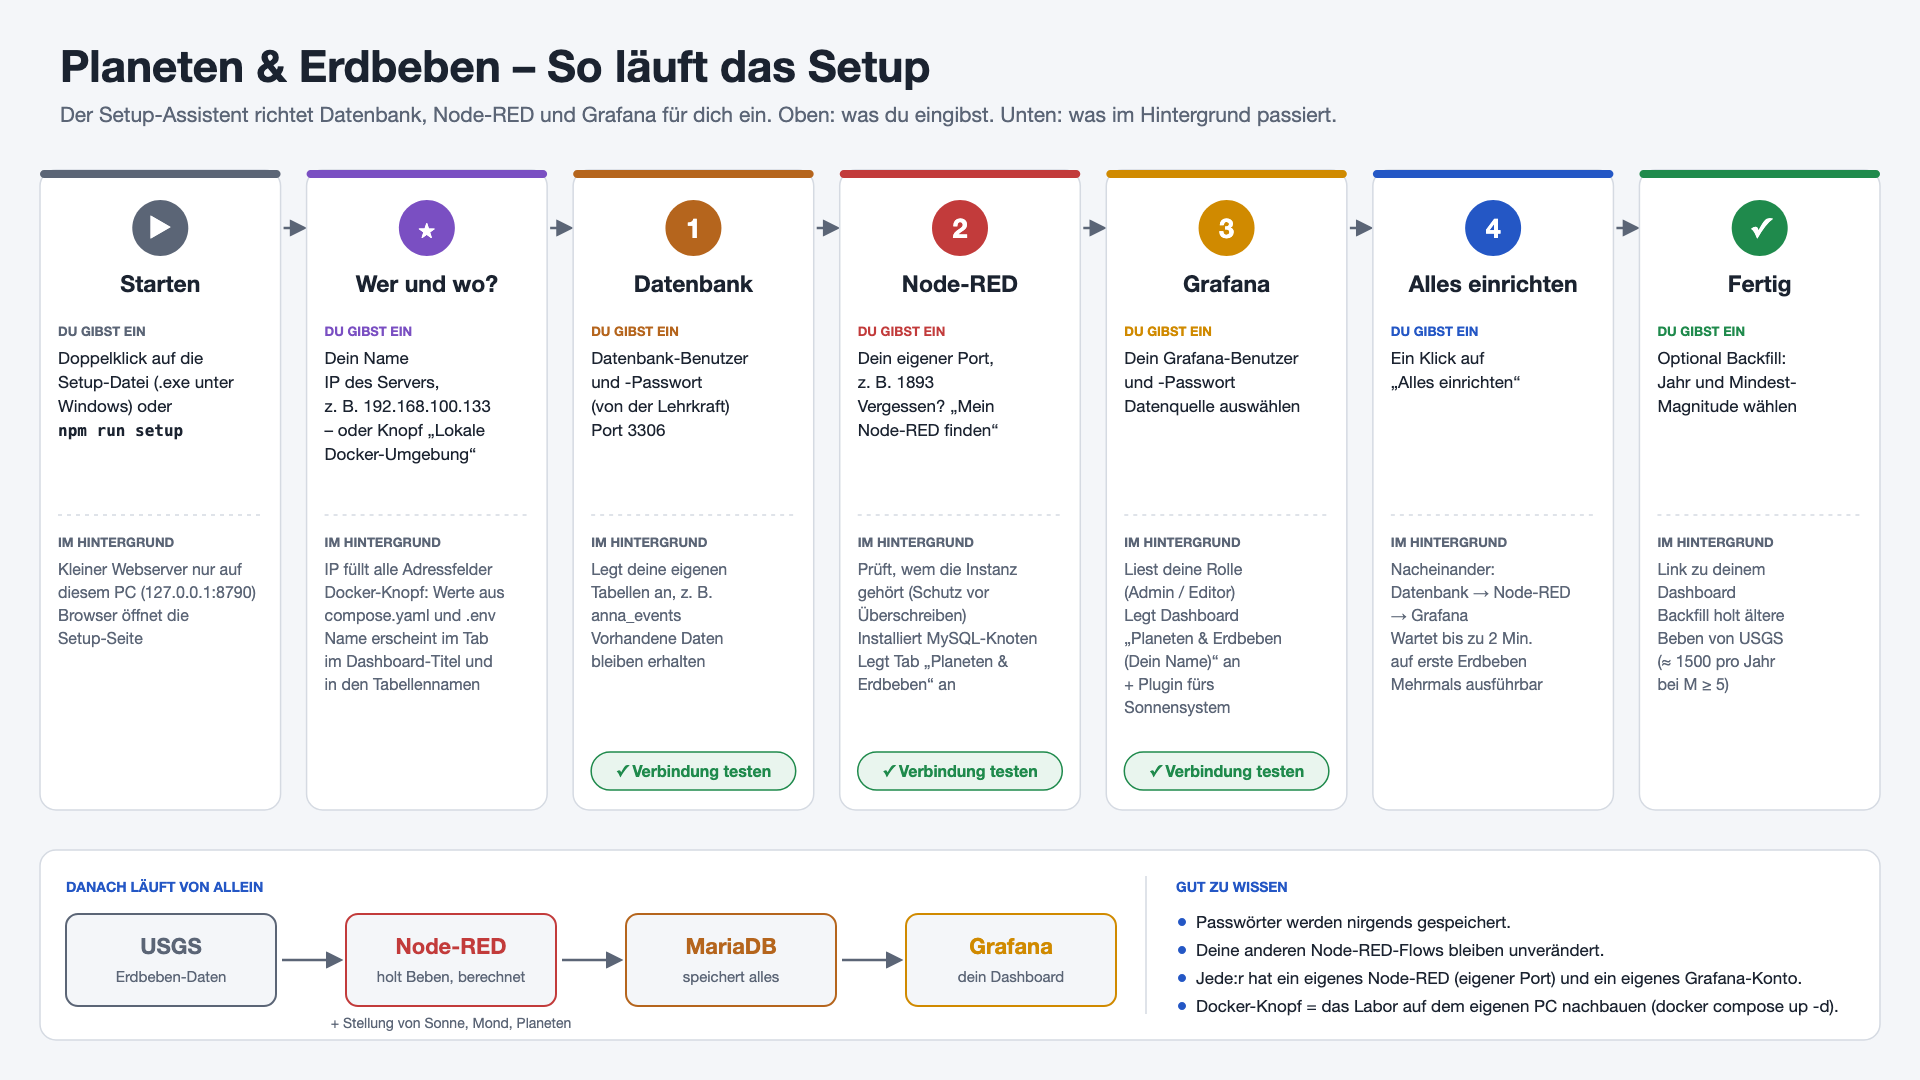 Planeten & Erdbeben – So läuft das Setup
Der Setup-Assistent richtet Datenbank, Node-RED und Grafana für dich ein. Oben: was du eingibst. Unten: was im Hintergrund passiert.
Starten
DU GIBST EIN
Doppelklick auf die
Setup-Datei (.exe unter
Windows) oder
npm run setup
IM HINTERGRUND
Kleiner Webserver nur auf
diesem PC (127.0.0.1:8790)
Browser öffnet die
Setup-Seite
Wer und wo?
DU GIBST EIN
Dein Name
IP des Servers,
z. B. 192.168.100.133
– oder Knopf „Lokale
Docker-Umgebung“
IM HINTERGRUND
IP füllt alle Adressfelder
Docker-Knopf: Werte aus
compose.yaml und .env
Name erscheint im Tab
im Dashboard-Titel und
in den Tabellennamen
1
Datenbank
DU GIBST EIN
Datenbank-Benutzer
und -Passwort
(von der Lehrkraft)
Port 3306
IM HINTERGRUND
Legt deine eigenen
Tabellen an, z. B.
anna_events
Vorhandene Daten
bleiben erhalten
✓ Verbindung testen
2
Node-RED
DU GIBST EIN
Dein eigener Port,
z. B. 1893
Vergessen? „Mein
Node-RED finden“
IM HINTERGRUND
Prüft, wem die Instanz
gehört (Schutz vor
Überschreiben)
Installiert MySQL-Knoten
Legt Tab „Planeten &
Erdbeben“ an
✓ Verbindung testen
3
Grafana
DU GIBST EIN
Dein Grafana-Benutzer
und -Passwort
Datenquelle auswählen
IM HINTERGRUND
Liest deine Rolle
(Admin / Editor)
Legt Dashboard
„Planeten & Erdbeben
(Dein Name)“ an
+ Plugin fürs
Sonnensystem
✓ Verbindung testen
4
Alles einrichten
DU GIBST EIN
Ein Klick auf
„Alles einrichten“
IM HINTERGRUND
Nacheinander:
Datenbank → Node-RED
→ Grafana
Wartet bis zu 2 Min.
auf erste Erdbeben
Mehrmals ausführbar
Fertig
DU GIBST EIN
Optional Backfill:
Jahr und Mindest-
Magnitude wählen
IM HINTERGRUND
Link zu deinem
Dashboard
Backfill holt ältere
Beben von USGS
(≈ 1500 pro Jahr
bei M ≥ 5)
DANACH LÄUFT VON ALLEIN
USGS
Erdbeben-Daten
Node-RED
holt Beben, berechnet
+ Stellung von Sonne, Mond, Planeten
MariaDB
speichert alles
Grafana
dein Dashboard
GUT ZU WISSEN
Passwörter werden nirgends gespeichert.
Deine anderen Node-RED-Flows bleiben unverändert.
Jede:r hat ein eigenes Node-RED (eigener Port) und ein eigenes Grafana-Konto.
Docker-Knopf = das Labor auf dem eigenen PC nachbauen (docker compose up -d).